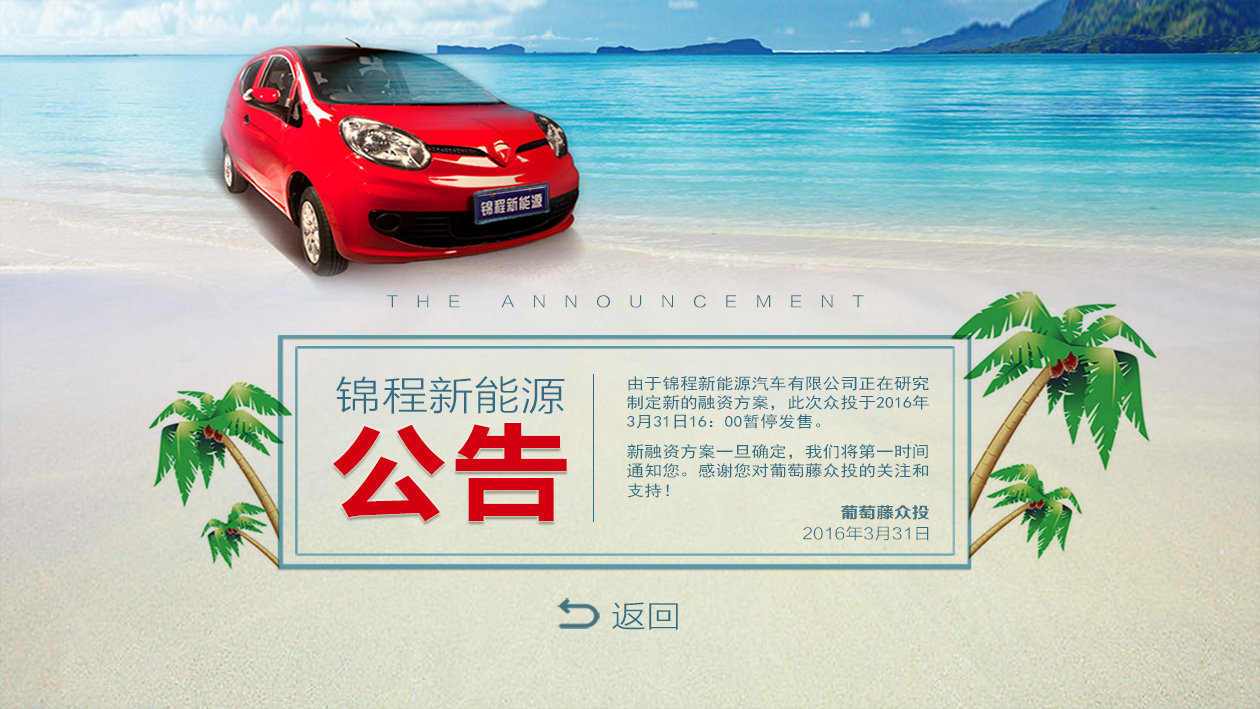 锦程新能源
THE ANNOUNCEMENT
锦程新能源
公告
由于锦程新能源汽车有限公司正在研究
制定新的融资方案，此次众投于2016年
3月31日16：00暂停发售。
新融资方案一旦确定，我们将第一时间
通知您。感谢您对葡萄藤众投的关注和
支持！
葡萄藤众投
2016年3月31日
返回